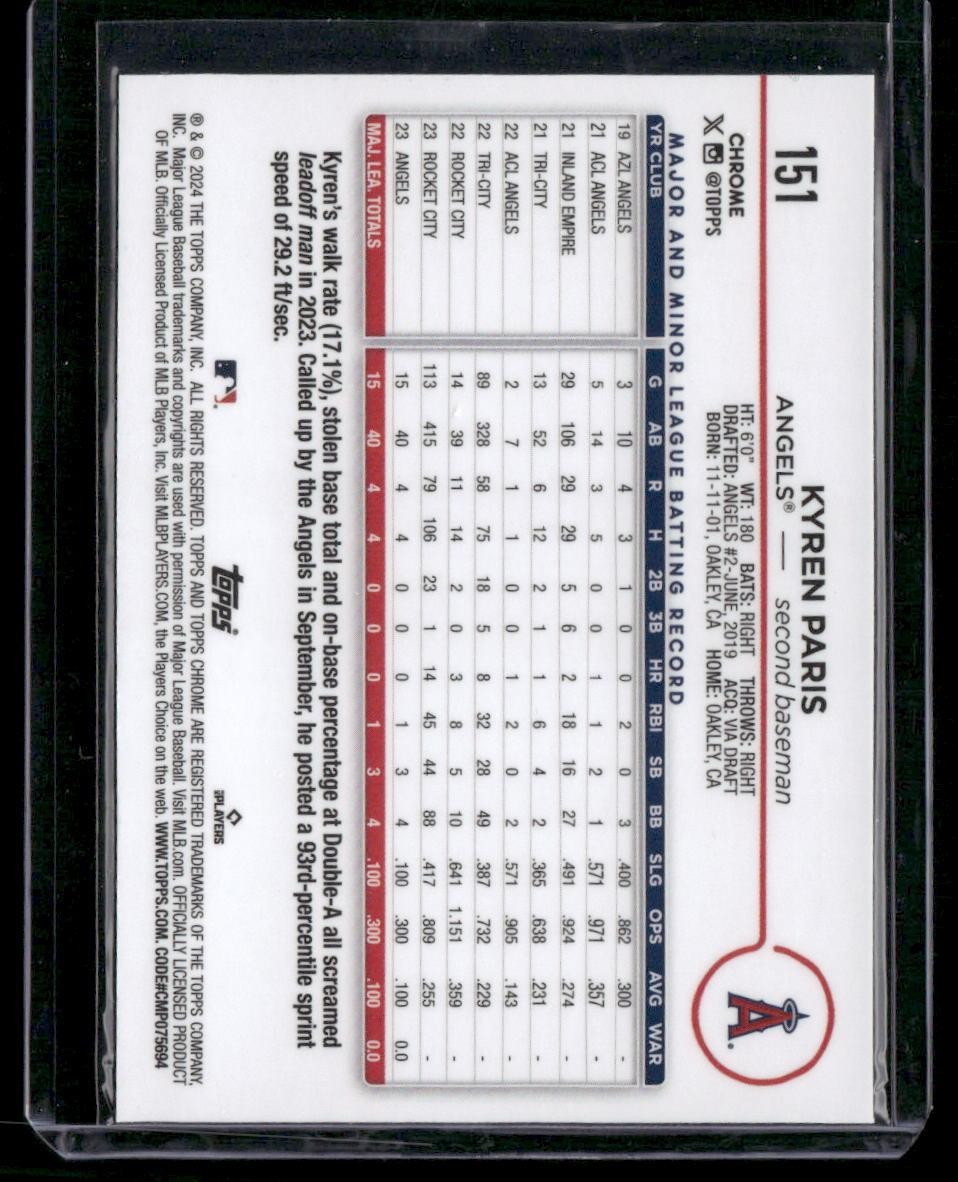 151
KYREN PARIS
ANGELS® — second baseman
HT: 6'0" WT: 180 BATS: RIGHT THROWS: RIGHT
DRAFTED: ANGELS #2-JUNE, 2019 ACQ: VIA DRAFT
BORN: 11-11-01, OAKLEY, CA HOME: OAKLEY, CA
CHROME
X @TOPPS
A
MAJOR AND MINOR LEAGUE BATTING RECORD
YR CLUB G AB R H 2B 3B HR RBI SB BB SLG OPS AVG WAR
19 AZL ANGELS 3 10 4 3 1 0 0 2 0 3 .400 .862 .300 -
21 ACL ANGELS 5 14 3 5 0 0 1 1 2 1 .571 .971 .357 -
21 INLAND EMPIRE 29 106 29 29 5 6 2 18 16 27 .491 .924 .274 -
21 TRI-CITY 13 52 6 12 2 1 1 6 4 2 .365 .638 .231 -
22 ACL ANGELS 2 7 1 1 0 0 1 2 0 2 .571 .905 .143 -
22 TRI-CITY 89 328 58 75 18 5 8 32 28 49 .387 .732 .229 -
22 ROCKET CITY 14 39 11 14 2 0 3 8 5 10 .641 1.151 .359 -
23 ROCKET CITY 113 415 79 106 23 1 14 45 44 88 .417 .809 .255 -
23 ANGELS 15 40 4 4 0 0 0 1 3 4 .100 .300 .100 0.0
MAJ. LEA. TOTALS 15 40 4 4 0 0 0 1 3 4 .100 .300 .100 0.0
Kyren's walk rate (17.1%), stolen base total and on-base percentage at Double-A all screamed
leadoff man in 2023. Called up by the Angels in September, he posted a 93rd-percentile sprint
speed of 29.2 ft/sec.
topps
PLAYERS
® & © 2024 THE TOPPS COMPANY, INC. ALL RIGHTS RESERVED. TOPPS AND TOPPS CHROME ARE REGISTERED TRADEMARKS OF THE TOPPS COMPANY,
INC. Major League Baseball trademarks and copyrights are used with permission of Major League Baseball. Visit MLB.com. OFFICIALLY LICENSED PRODUCT
OF MLB. Officially Licensed Product of MLB Players, Inc. Visit MLBPLAYERS.COM, the Players Choice on the web. WWW.TOPPS.COM. CODE#CMP075694